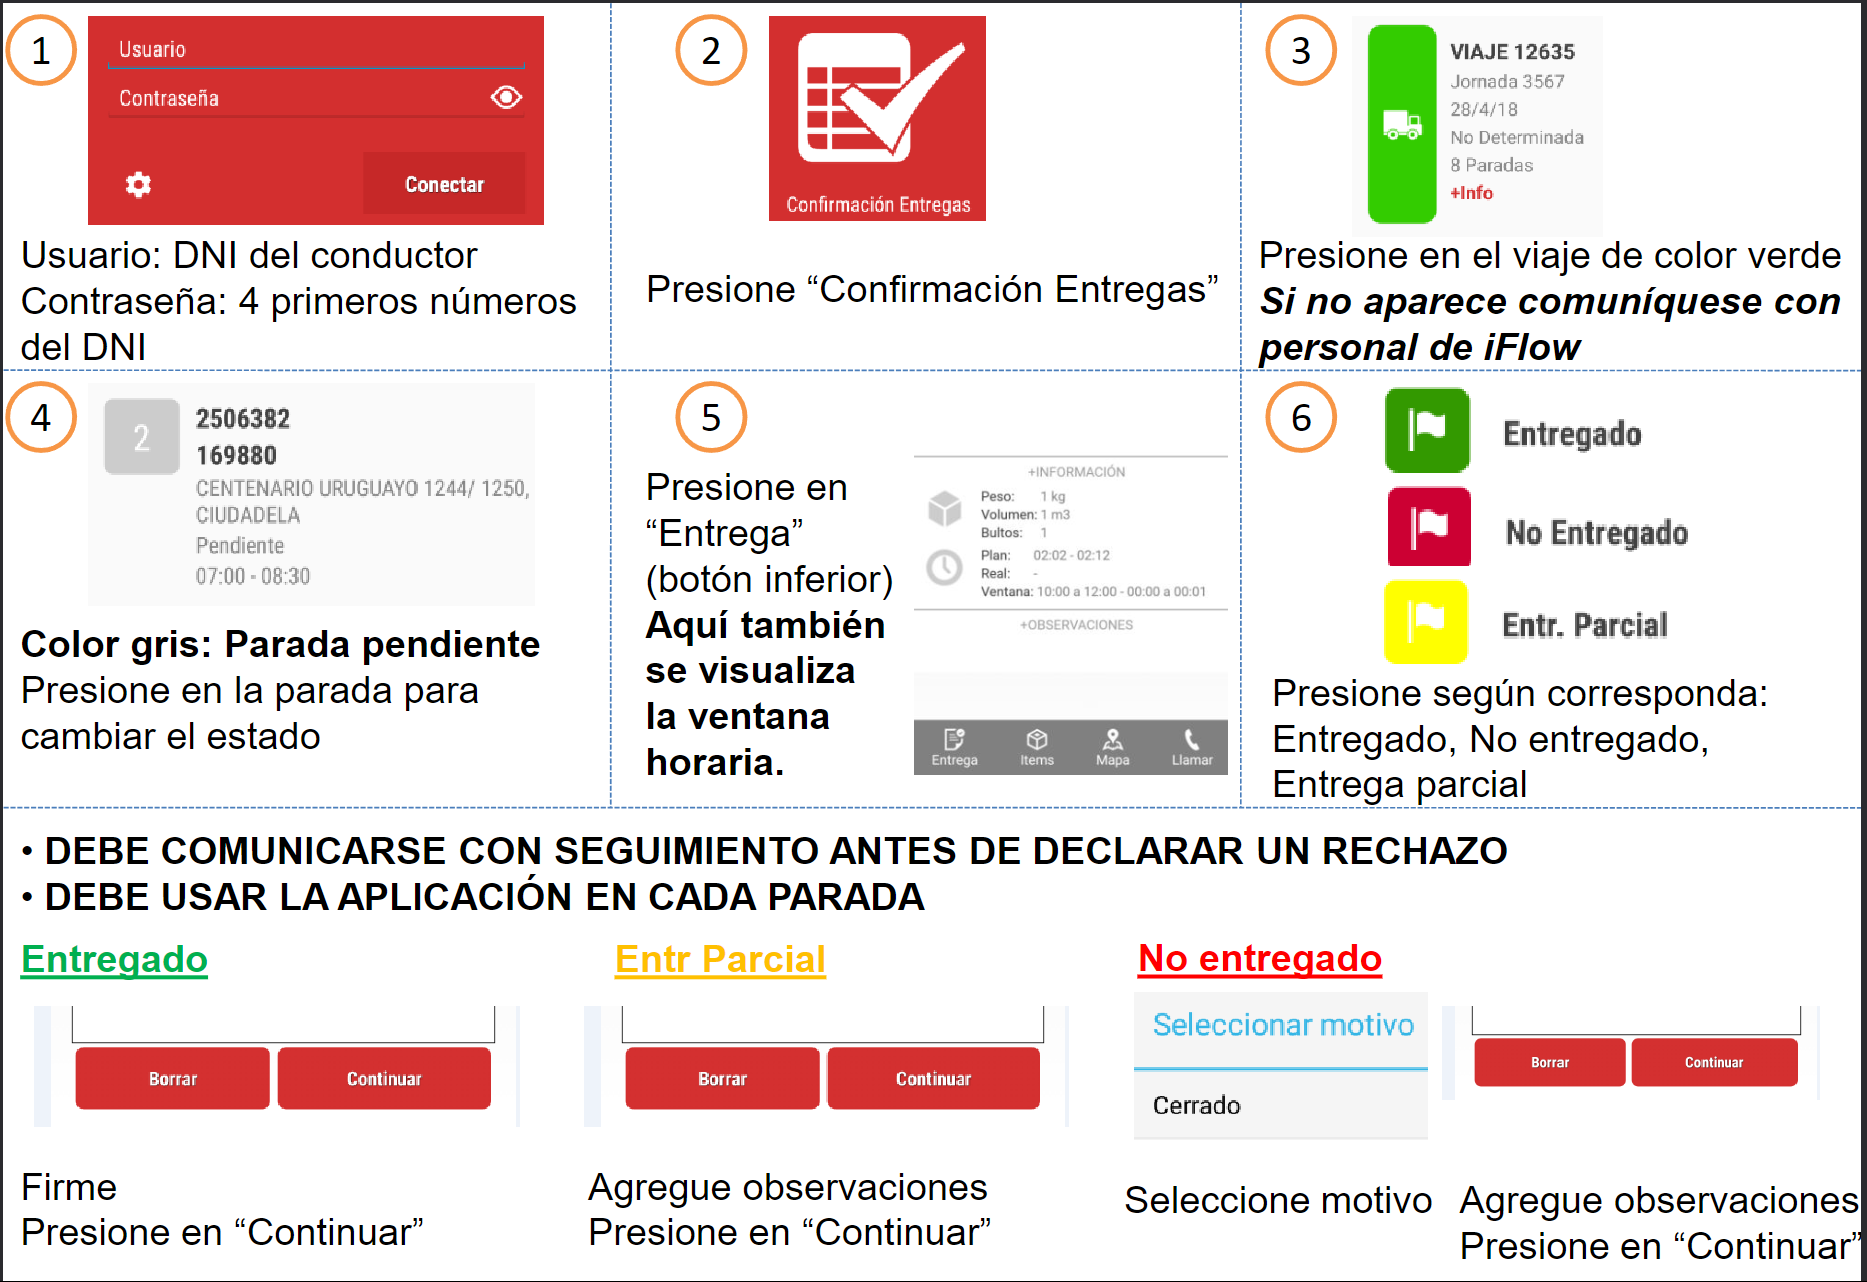 1
Usuario
Contraseña
Conectar
Usuario: DNI del conductor
Contraseña: 4 primeros números
del DNI
2
Confirmación Entregas
Presione “Confirmación Entregas”
3
VIAJE 12635
Jornada 3567
28/4/18
No Determinada
8 Paradas
+Info
Presione en el viaje de color verde
Si no aparece comuníquese con
personal de iFlow
4
2
2506382
169880
CENTENARIO URUGUAYO 1244/ 1250,
CIUDADELA
Pendiente
07:00 - 08:30
Color gris: Parada pendiente
Presione en la parada para
cambiar el estado
5
Presione en
“Entrega”
(botón inferior)
Aquí también
se visualiza
la ventana
horaria.
+INFORMACIÓN
Peso: 1 kg
Volumen: 1 m3
Bultos: 1
Plan: 02:02 - 02:12
Real: -
Ventana: 10:00 a 12:00 - 00:00 a 00:01
+OBSERVACIONES
Entrega Items Mapa Llamar
6
Entregado
No Entregado
Entr. Parcial
Presione según corresponda:
Entregado, No entregado,
Entrega parcial
• DEBE COMUNICARSE CON SEGUIMIENTO ANTES DE DECLARAR UN RECHAZO
• DEBE USAR LA APLICACIÓN EN CADA PARADA
Entregado
Borrar Continuar
Firme
Presione en “Continuar”
Entr Parcial
Borrar Continuar
Agregue observaciones
Presione en “Continuar”
No entregado
Seleccionar motivo
Cerrado
Seleccione motivo
Borrar Continuar
Agregue observaciones
Presione en “Continuar”